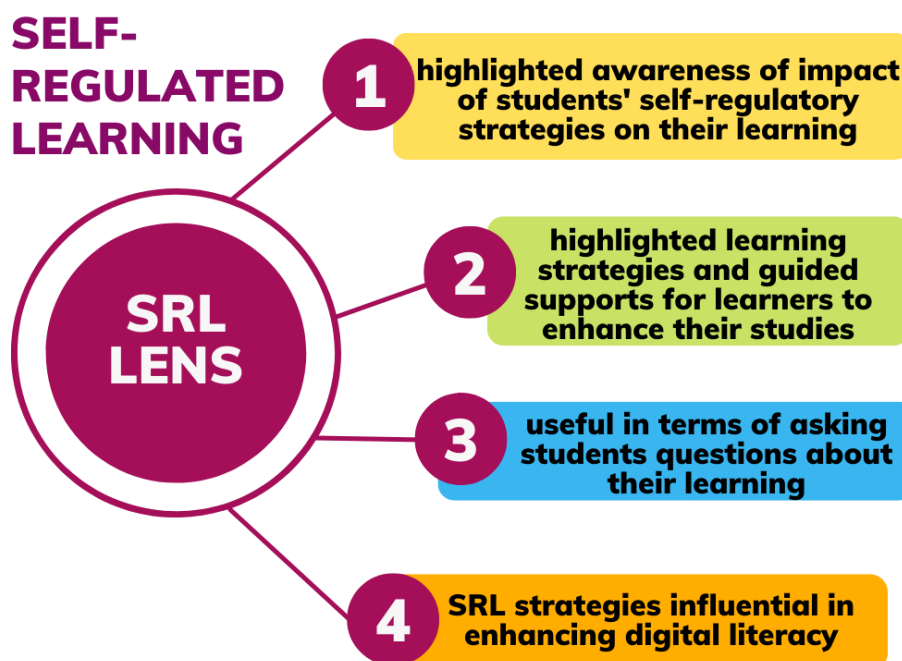 SELF-
REGULATED
LEARNING
1
highlighted awareness of impact
of students' self-regulatory
strategies on their learning
2
highlighted learning
strategies and guided
supports for learners to
enhance their studies
SRL
LENS
3
useful in terms of asking
students questions about
their learning
4
SRL strategies influential in
enhancing digital literacy